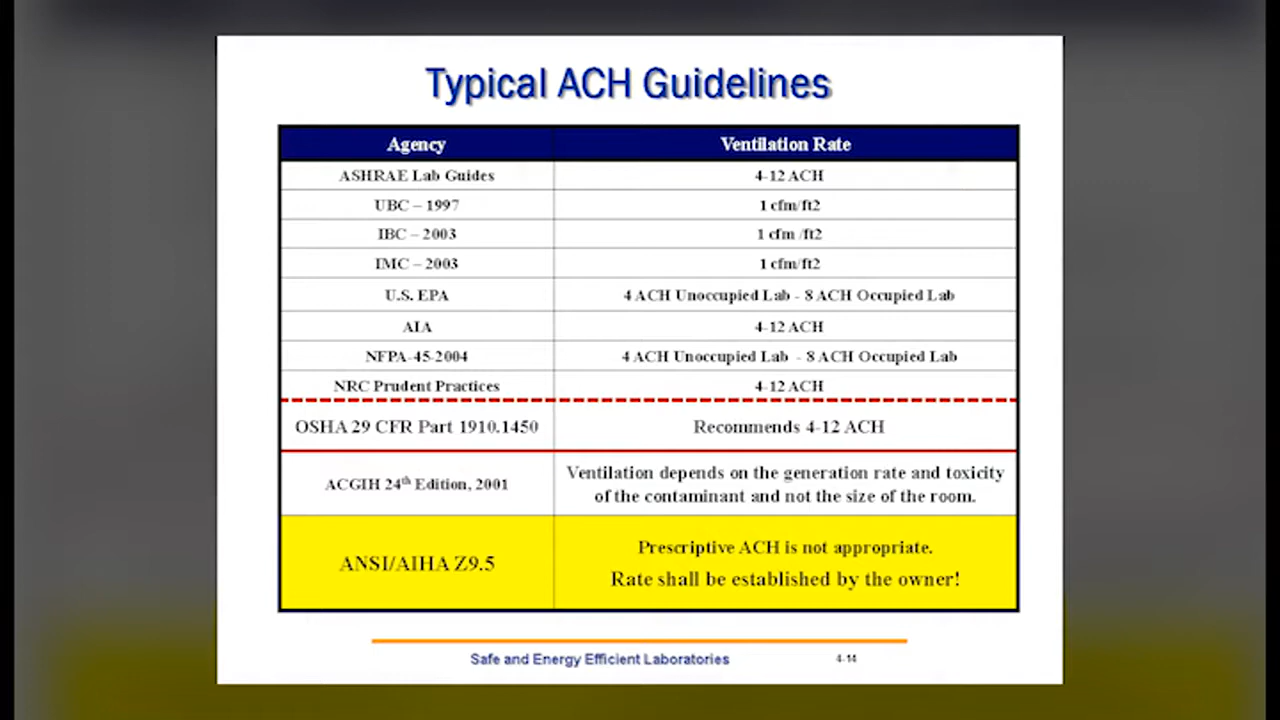 Typical ACH Guidelines
Agency Ventilation Rate
ASHRAE Lab Guides 4-12 ACH
UBC – 1997 1 cfm/ft2
IBC – 2003 1 cfm /ft2
IMC – 2003 1 cfm/ft2
U.S. EPA 4 ACH Unoccupied Lab - 8 ACH Occupied Lab
AIA 4-12 ACH
NFPA-45-2004 4 ACH Unoccupied Lab - 8 ACH Occupied Lab
NRC Prudent Practices 4-12 ACH
OSHA 29 CFR Part 1910.1450 Recommends 4-12 ACH
ACGIH 24th Edition, 2001 Ventilation depends on the generation rate and toxicity
of the contaminant and not the size of the room.
ANSI/AIHA Z9.5 Prescriptive ACH is not appropriate.
Rate shall be established by the owner!
Safe and Energy Efficient Laboratories 4-14